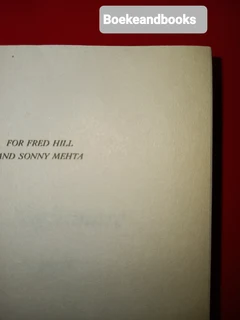 Boekeandbooks
FOR FRED HILL
AND SONNY MEHTA